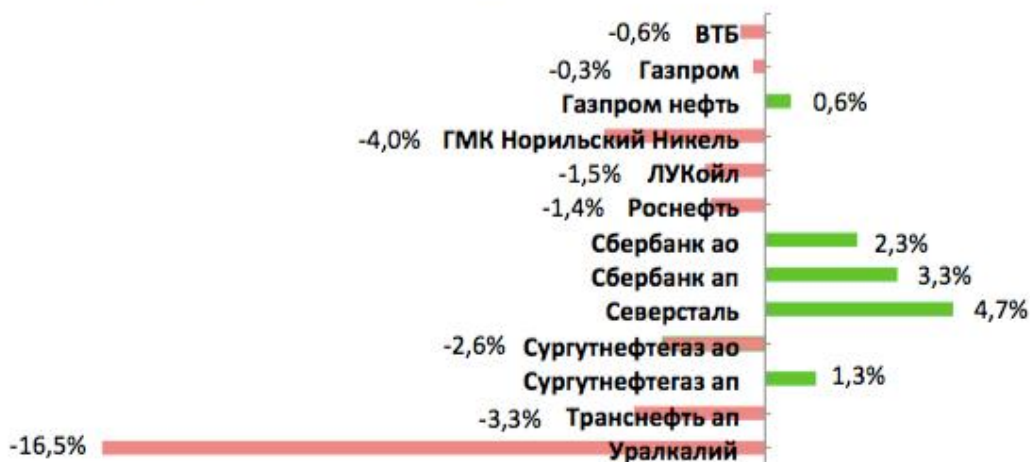 -0,6% ВТБ
-0,3% Газпром
Газпром нефть 0,6%
-4,0% ГМК Норильский Никель
-1,5% ЛУКойл
-1,4% Роснефть
Сбербанк ао 2,3%
Сбербанк ап 3,3%
Северсталь 4,7%
-2,6% Сургутнефтегаз ао
Сургутнефтегаз ап 1,3%
-3,3% Транснефть ап
-16,5% Уралкалий